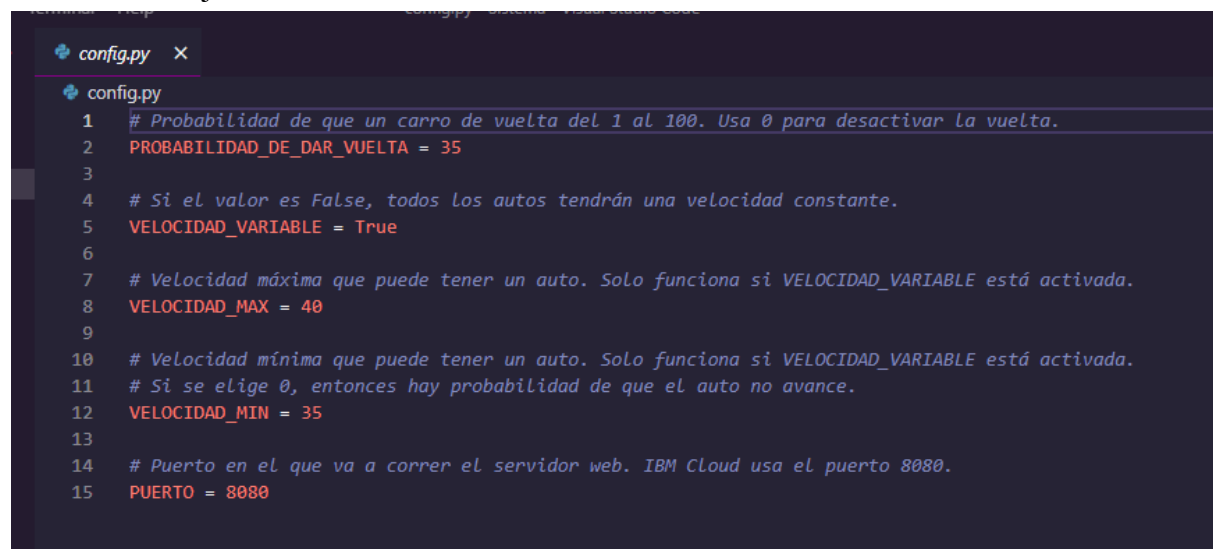 config.py
config.py
1 # Probabilidad de que un carro de vuelta del 1 al 100. Usa 0 para desactivar la vuelta.
2 PROBABILIDAD_DE_DAR_VUELTA = 35
3
4 # Si el valor es False, todos los autos tendrán una velocidad constante.
5 VELOCIDAD_VARIABLE = True
6
7 # Velocidad máxima que puede tener un auto. Solo funciona si VELOCIDAD_VARIABLE está activada.
8 VELOCIDAD_MAX = 40
9
10 # Velocidad mínima que puede tener un auto. Solo funciona si VELOCIDAD_VARIABLE está activada.
11 # Si se elige 0, entonces hay probabilidad de que el auto no avance.
12 VELOCIDAD_MIN = 35
13
14 # Puerto en el que va a correr el servidor web. IBM Cloud usa el puerto 8080.
15 PUERTO = 8080